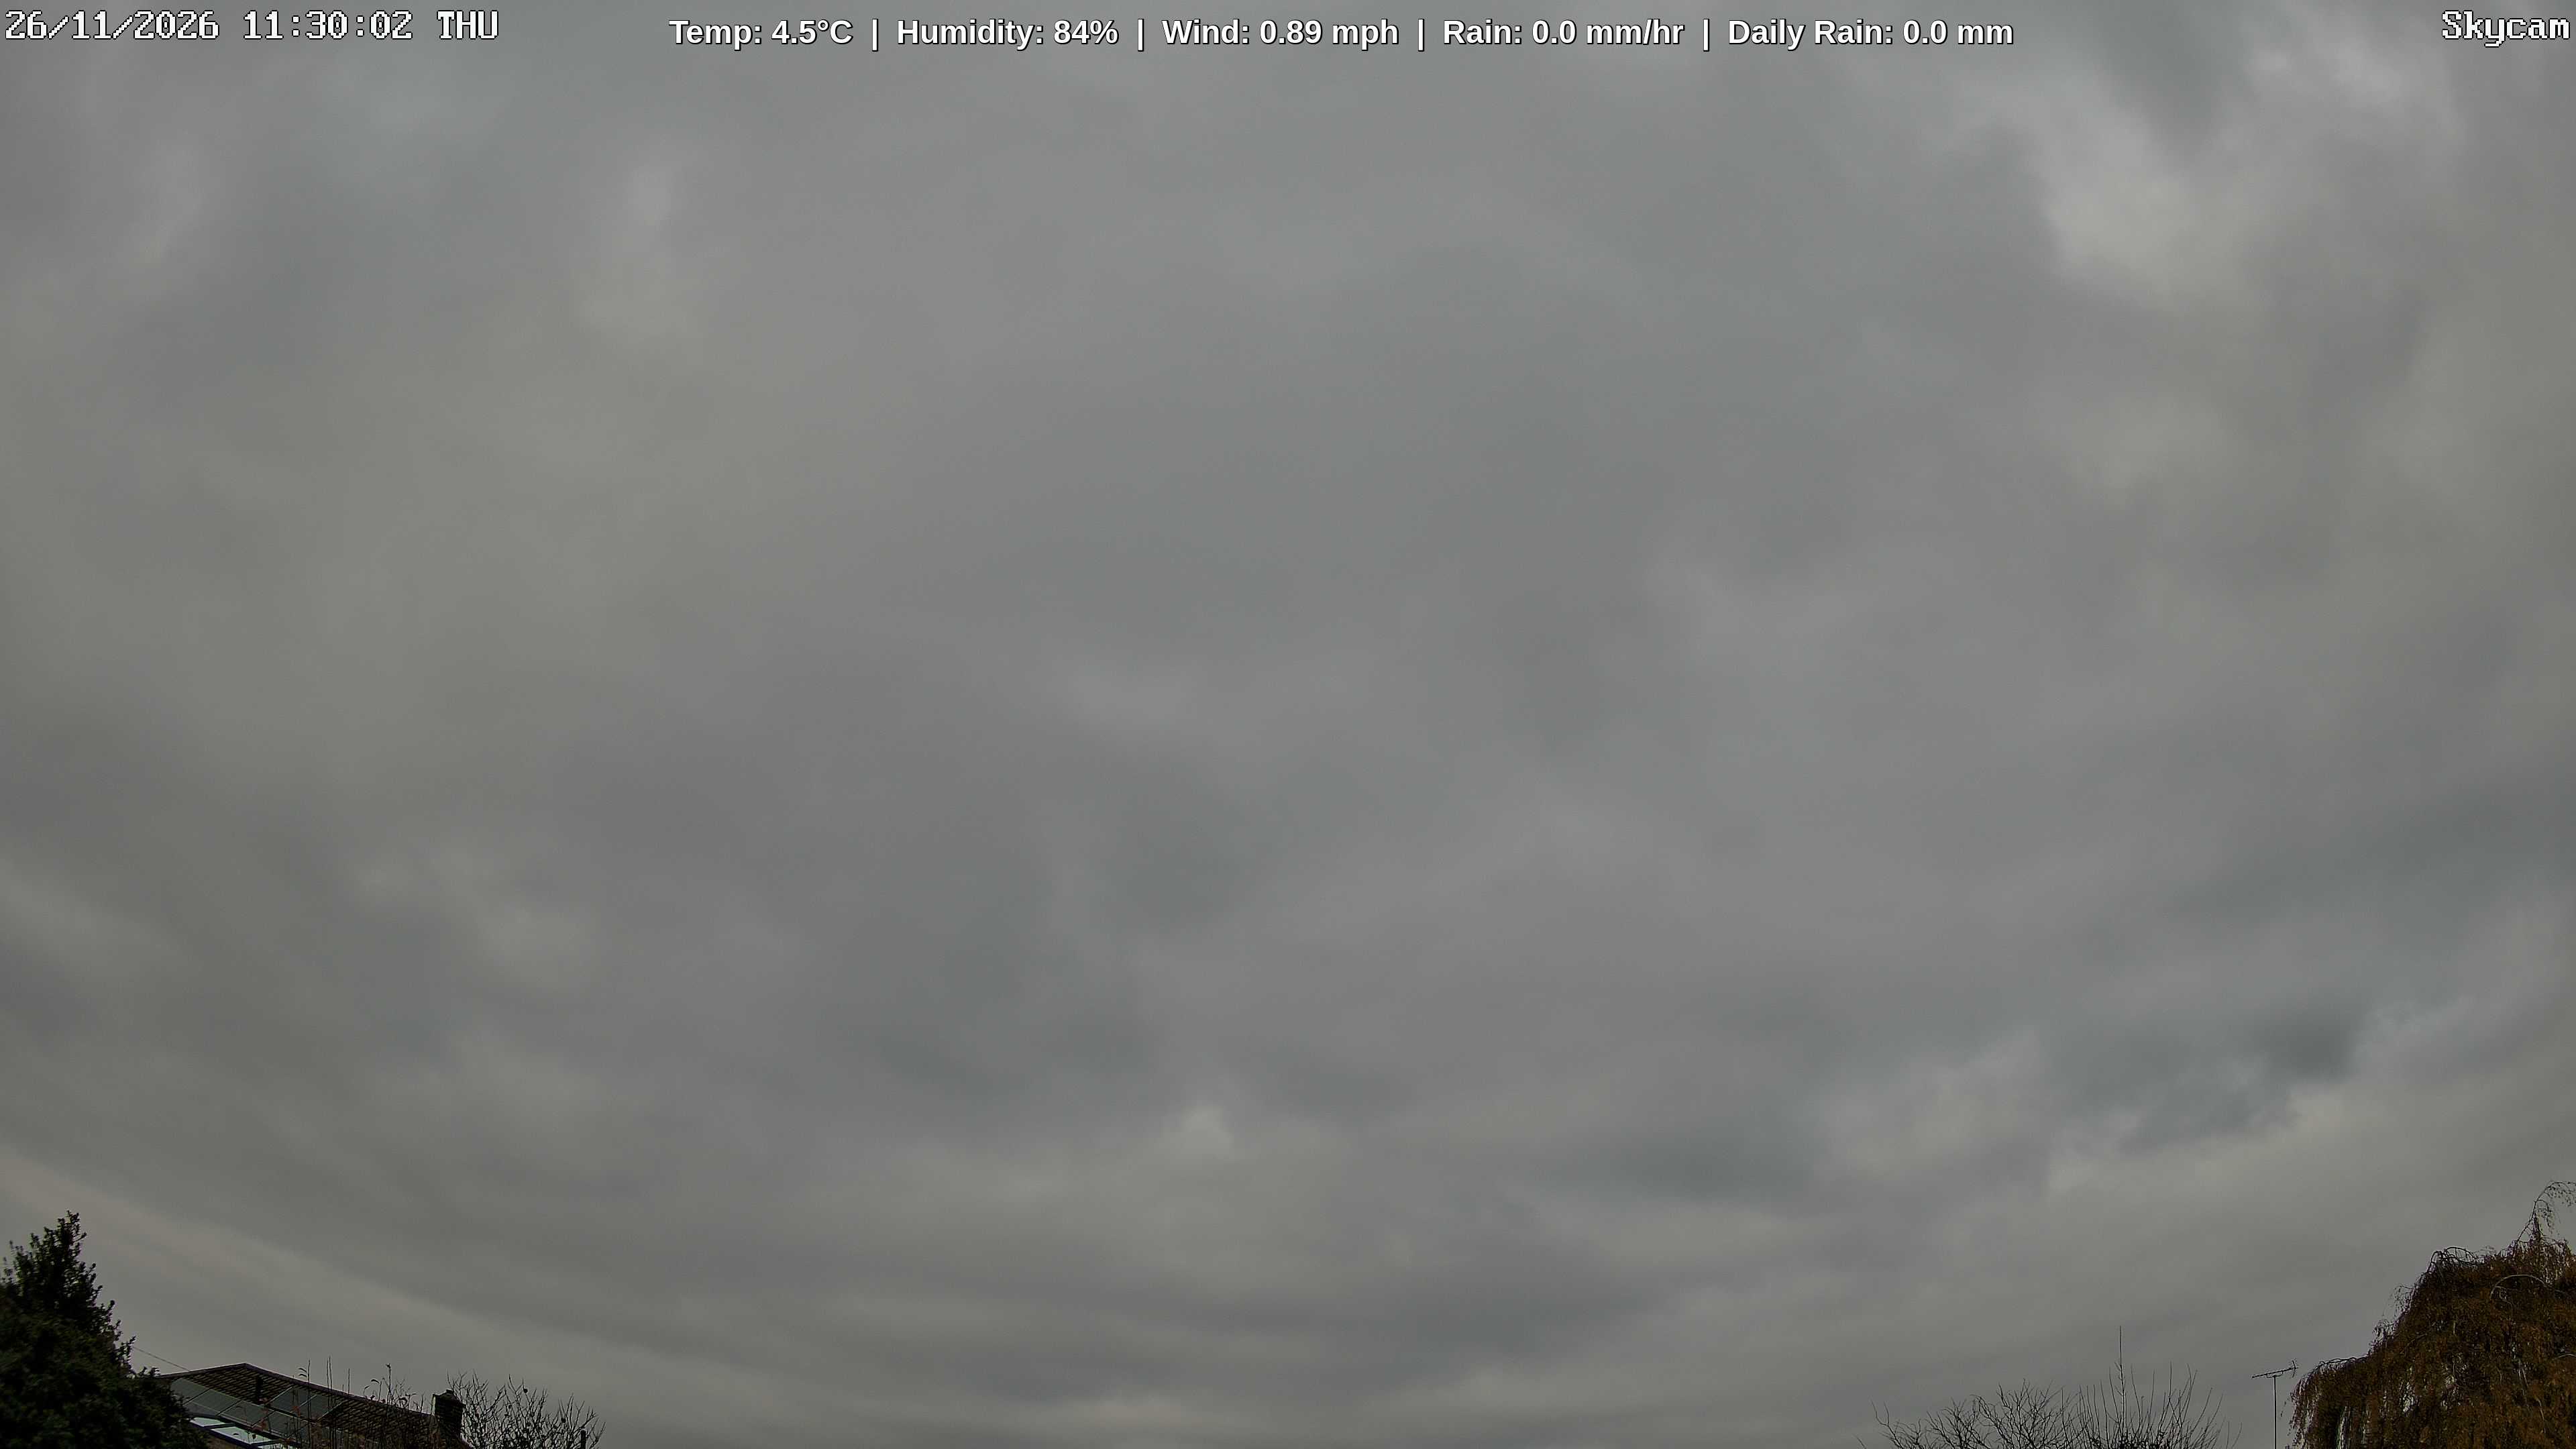 26/11/2026 11:30:02 THU
Temp: 4.5°C | Humidity: 84% | Wind: 0.89 mph | Rain: 0.0 mm/hr | Daily Rain: 0.0 mm
Skycam